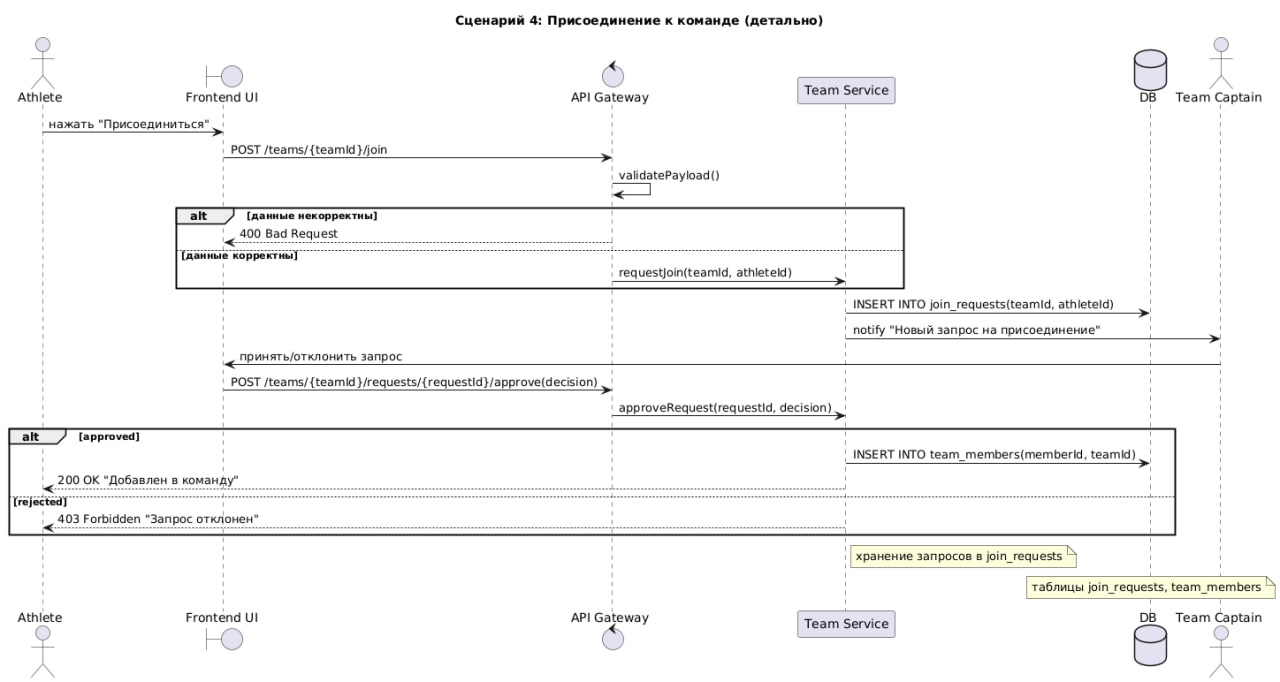 Сценарий 4: Присоединение к команде (детально)
Athlete
Frontend UI
API Gateway
Team Service
DB
Team Captain
нажать "Присоединиться"
POST /teams/{teamId}/join
validatePayload()
alt [данные некорректны]
400 Bad Request
[данные корректны]
requestJoin(teamId, athleteId)
INSERT INTO join_requests(teamId, athleteId)
notify "Новый запрос на присоединение"
принять/отклонить запрос
POST /teams/{teamId}/requests/{requestId}/approve(decision)
approveRequest(requestId, decision)
alt [approved]
INSERT INTO team_members(memberId, teamId)
200 OK "Добавлен в команду"
[rejected]
403 Forbidden "Запрос отклонен"
хранение запросов в join_requests
таблицы join_requests, team_members
Athlete
Frontend UI
API Gateway
Team Service
DB
Team Captain